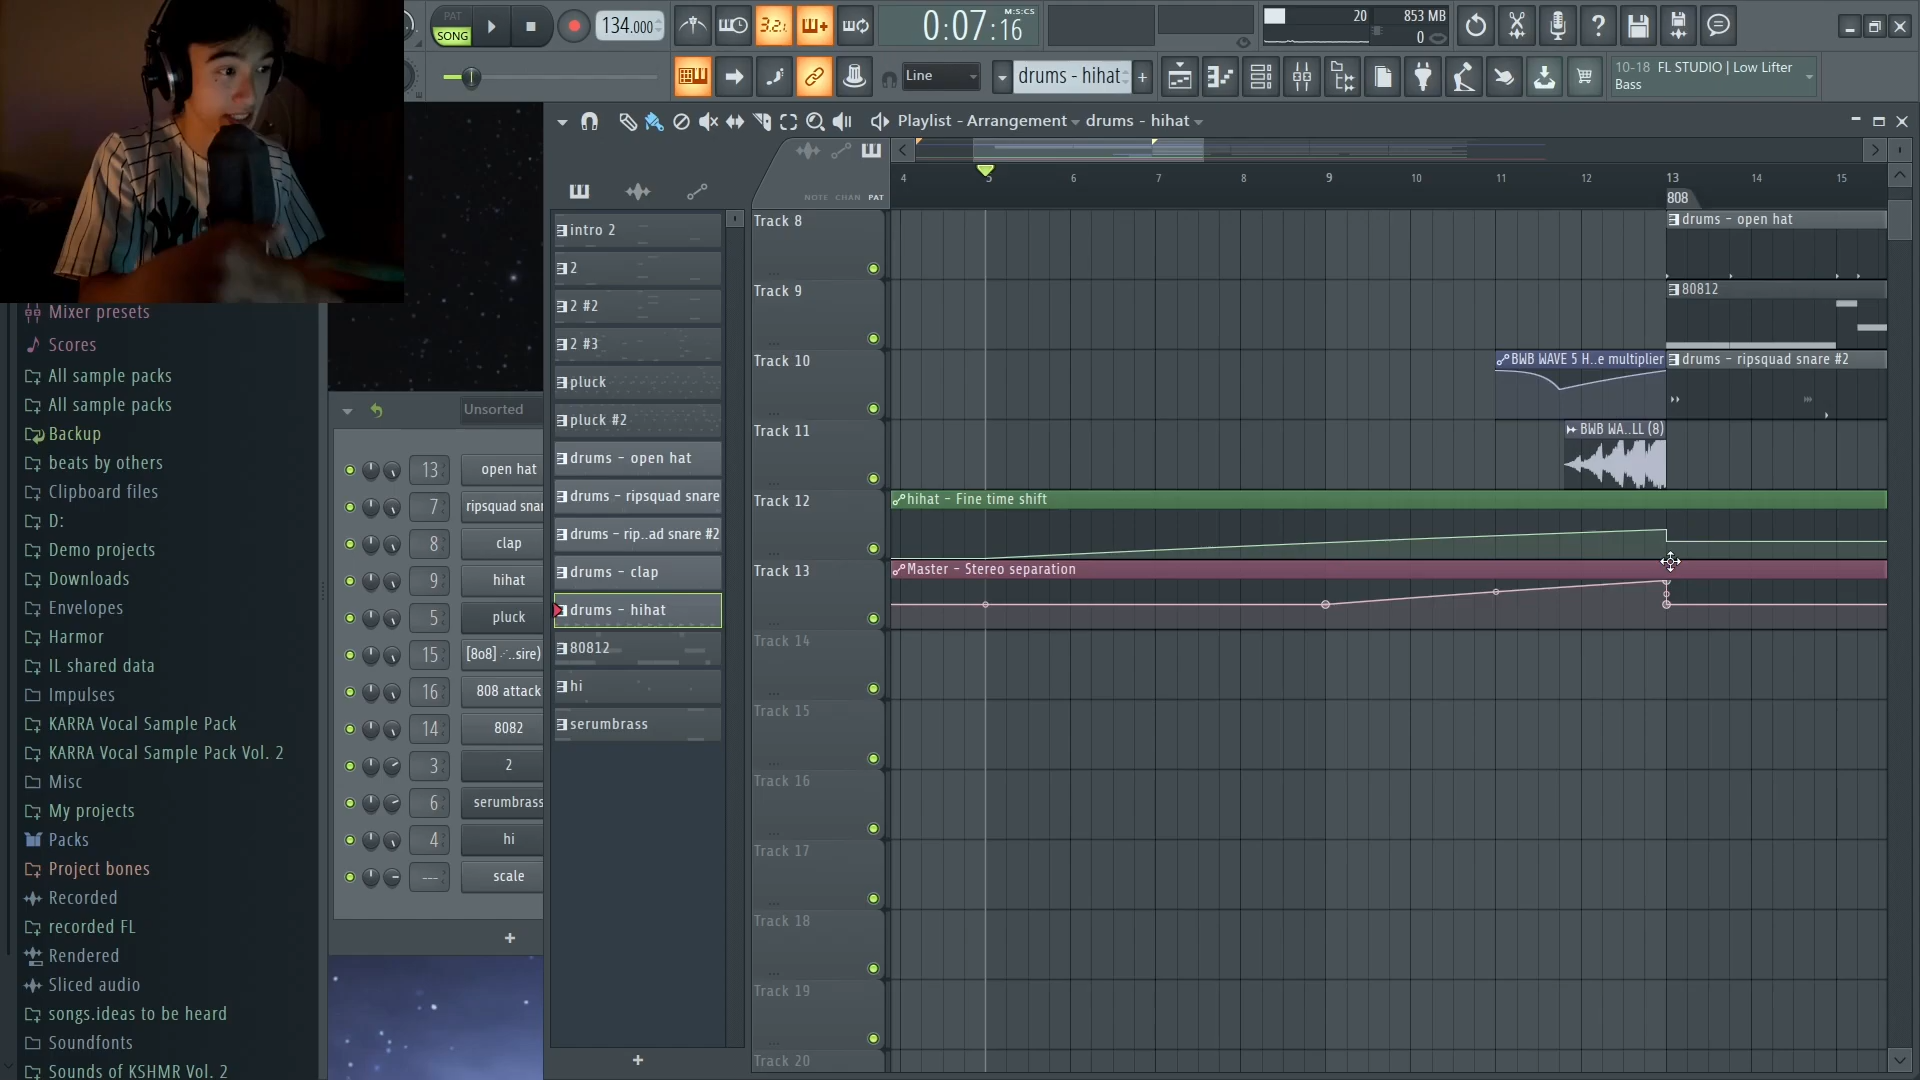 PAT
SONG
134.000
3.2.1
0:07:16
M:S:CS
20
853 MB
0
Line
drums - hihat
10-18 FL STUDIO | Low Lifter
Bass
Playlist - Arrangement
drums - hihat
NOTE CHAN PAT
4
5
6
7
8
9
10
11
12
13
14
15
808
Mixer presets
Scores
All sample packs
All sample packs
Backup
beats by others
Clipboard files
D:
Demo projects
Downloads
Envelopes
Harmor
IL shared data
Impulses
KARRA Vocal Sample Pack
KARRA Vocal Sample Pack Vol. 2
Misc
My projects
Packs
Project bones
Recorded
recorded FL
Rendered
Sliced audio
songs.ideas to be heard
Soundfonts
Sounds of KSHMR Vol. 2
Unsorted
13 open hat
7 ripsquad snar
8 clap
9 hihat
5 pluck
15 [8o8] ..sire)
16 808 attack
14 8082
3 2
6 serumbrass
4 hi
--- scale
+
intro 2
2
2 #2
2 #3
pluck
pluck #2
drums - open hat
drums - ripsquad snare
drums - rip..ad snare #2
drums - clap
drums - hihat
80812
hi
serumbrass
+
Track 8
drums - open hat
Track 9
80812
Track 10
BWB WAVE 5 H..e multiplier
drums - ripsquad snare #2
Track 11
BWB WA..LL (8)
Track 12
hihat - Fine time shift
Track 13
Master - Stereo separation
Track 14
Track 15
Track 16
Track 17
Track 18
Track 19
Track 20